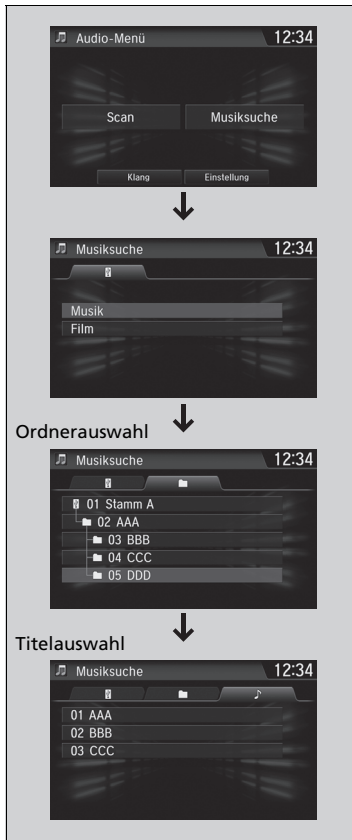 Audio-Menü 12:34
Scan Musiksuche
Klang Einstellung
Musiksuche 12:34
Musik
Film
Ordnerauswahl
Musiksuche 12:34
01 Stamm A
02 AAA
03 BBB
04 CCC
05 DDD
Titelauswahl
Musiksuche 12:34
01 AAA
02 BBB
03 CCC